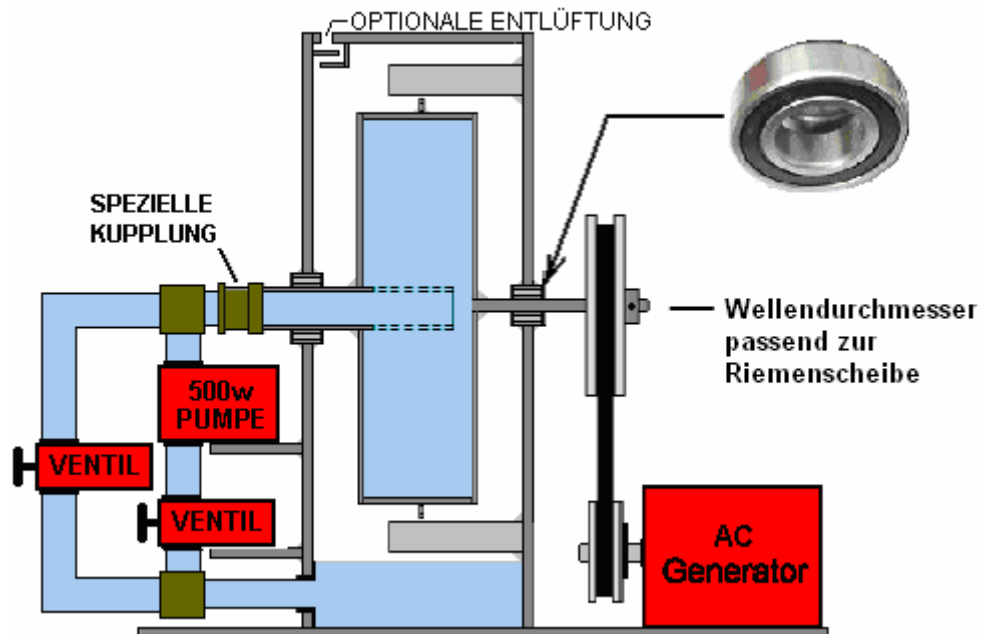 OPTIONALE ENTLÜFTUNG
SPEZIELLE
KUPPLUNG
Wellendurchmesser
passend zur
Riemenscheibe
500w
PUMPE
VENTIL
VENTIL
AC
Generator